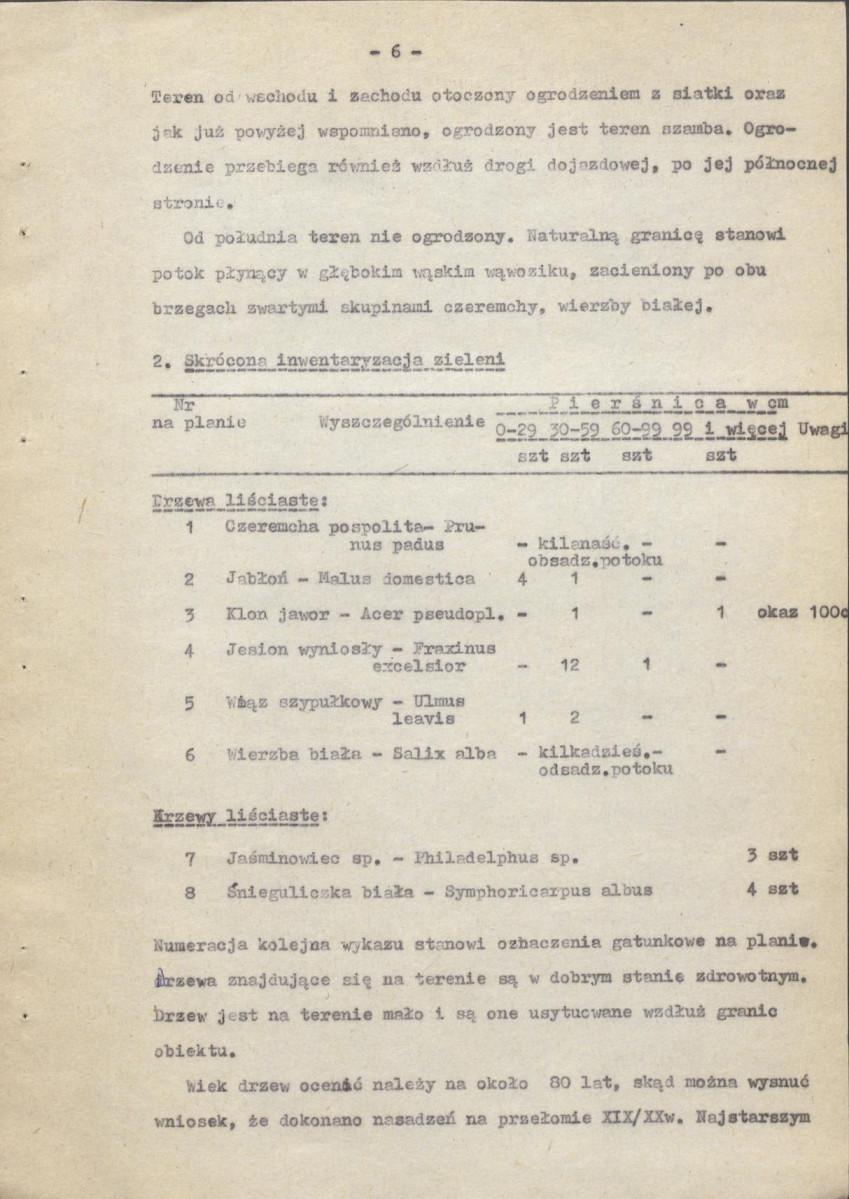 - 6 -
Teren od wschodu i zachodu otoczony ogrodzeniem z siatki oraz
jak już powyżej wspomniano, ogrodzony jest teren szamba. Ogro-
dzenie przebiega również wzdłuż drogi dojazdowej, po jej północnej
stronie.
Od południa teren nie ogrodzony. Naturalną granicę stanowi
potok płynący w głębokim wąskim wąwoziku, zacieniony po obu
brzegach zwartymi skupinami czeremchy, wierzby białej.
2. Skrócona inwentaryzacja zieleni
Nr P i e r ś n i c a w cm
na planie Wyszczególnienie 0-29 30-59 60-99 99 i więcej Uwagi
szt szt szt szt
Drzewa liściaste:
1 Czeremcha pospolita- Pru-
nus padus - kilanaść. - -
obsadz.potoku
2 Jabłoń - Malus domestica 4 1 - -
3 Klon jawor - Acer pseudopl. - 1 - 1 okaz 100c
4 Jesion wyniosły - Fraxinus
excelsior - 12 1 -
5 Wiąz szypułkowy - Ulmus
leavis 1 2 - -
6 Wierzba biała - Salix alba - kilkadzieś.- -
odsadz.potoku
Krzewy liściaste:
7 Jaśminowiec sp. - Philadelphus sp. 3 szt
8 Śnieguliczka biała - Symphoricarpus albus 4 szt
Numeracja kolejna wykazu stanowi oznaczenia gatunkowe na planie.
Drzewa znajdujące się na terenie są w dobrym stanie zdrowotnym.
Drzew jest na terenie mało i są one usytucwane wzdłuż granic
obiektu.
Wiek drzew ocenić należy na około 80 lat, skąd można wysnuć
wniosek, że dokonano nasadzeń na przełomie XIX/XXw. Najstarszym